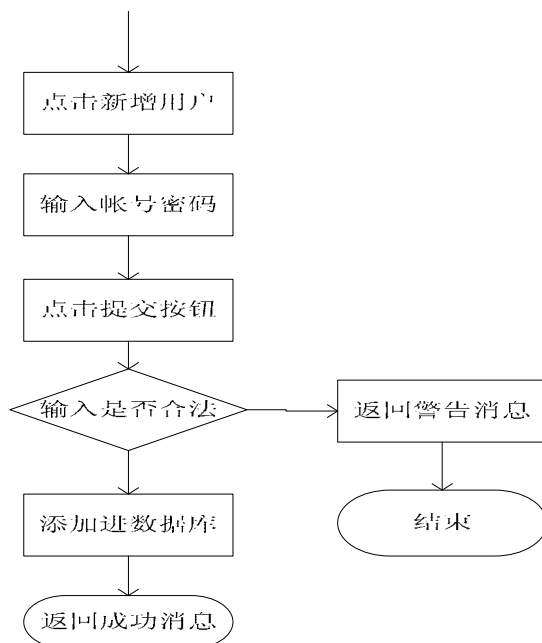 点击新增用户
输入帐号密码
点击提交按钮
输入是否合法
返回警告消息
添加进数据库
结束
返回成功消息